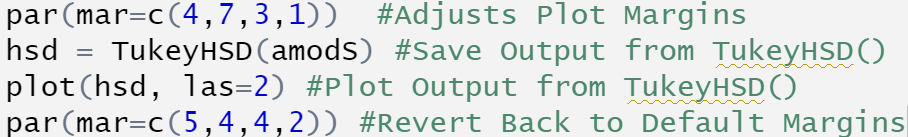 par(mar=c(4,7,3,1))  #Adjusts Plot Margins
hsd = TukeyHSD(amodS) #Save Output from TukeyHSD()
plot(hsd, las=2) #Plot Output from TukeyHSD()
par(mar=c(5,4,4,2)) #Revert Back to Default Margins